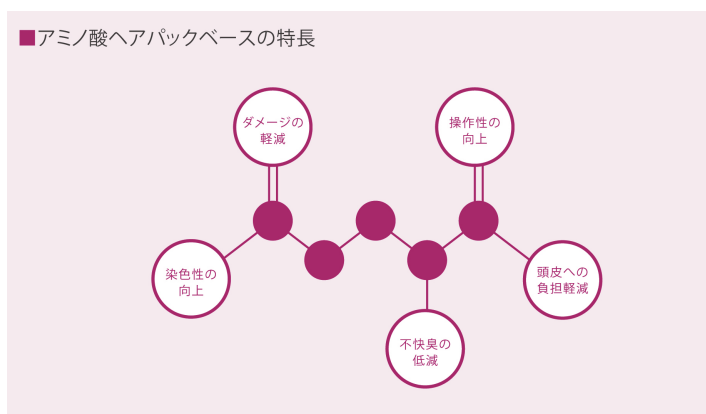 ■アミノ酸ヘアパックベースの特長
ダメージの
軽減
操作性の
向上
染色性の
向上
頭皮への
負担軽減
不快臭の
低減